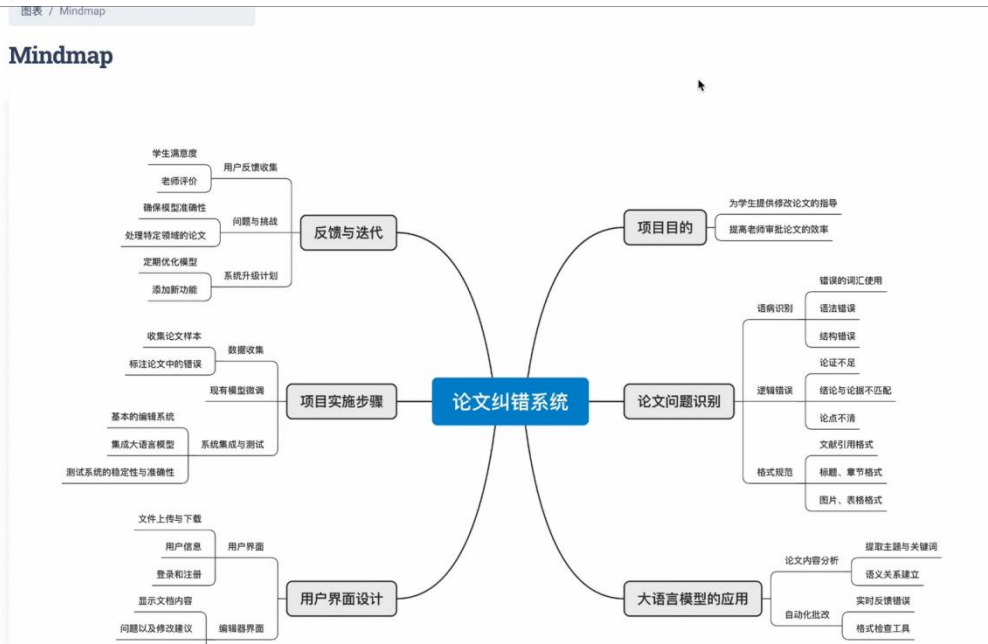 图表 / Mindmap
Mindmap
论文纠错系统
反馈与迭代
用户反馈收集
学生满意度
老师评价
问题与挑战
确保模型准确性
处理特定领域的论文
系统升级计划
定期优化模型
添加新功能
项目实施步骤
数据收集
收集论文样本
标注论文中的错误
现有模型微调
系统集成与测试
基本的编辑系统
集成大语言模型
测试系统的稳定性与准确性
用户界面设计
用户界面
文件上传与下载
用户信息
登录和注册
编辑器界面
显示文档内容
问题以及修改建议
项目目的
为学生提供修改论文的指导
提高老师审批论文的效率
论文问题识别
语病识别
错误的词汇使用
语法错误
结构错误
逻辑错误
论证不足
结论与论据不匹配
论点不清
格式规范
文献引用格式
标题、章节格式
图片、表格格式
大语言模型的应用
论文内容分析
提取主题与关键词
语义关系建立
自动化批改
实时反馈错误
格式检查工具